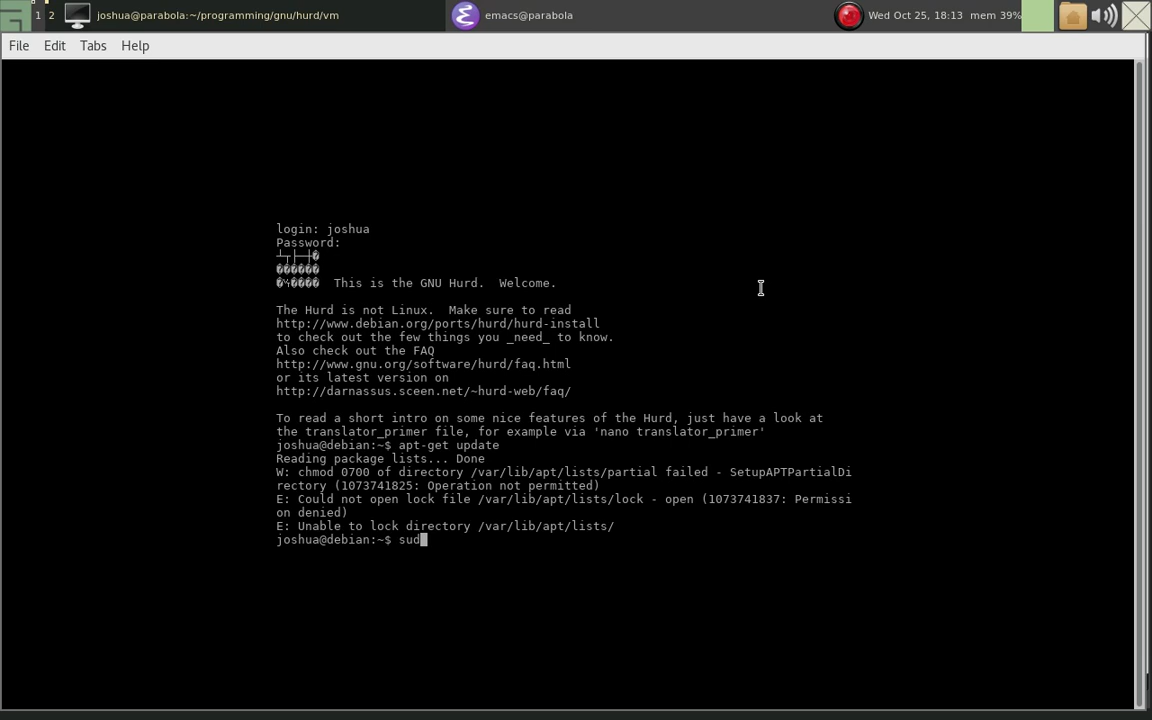 1 2 joshua@parabola:~/programming/gnu/hurd/vm emacs@parabola Wed Oct 25, 18:13 mem 39%
File Edit Tabs Help
login: joshua
Password:
┴┬├─┼�
������
�␤���� This is the GNU Hurd.  Welcome.
The Hurd is not Linux.  Make sure to read
http://www.debian.org/ports/hurd/hurd-install
to check out the few things you _need_ to know.
Also check out the FAQ
http://www.gnu.org/software/hurd/faq.html
or its latest version on
http://darnassus.sceen.net/~hurd-web/faq/
To read a short intro on some nice features of the Hurd, just have a look at
the translator_primer file, for example via 'nano translator_primer'
joshua@debian:~$ apt-get update
Reading package lists... Done
W: chmod 0700 of directory /var/lib/apt/lists/partial failed - SetupAPTPartialDi
rectory (1073741825: Operation not permitted)
E: Could not open lock file /var/lib/apt/lists/lock - open (1073741837: Permissi
on denied)
E: Unable to lock directory /var/lib/apt/lists/
joshua@debian:~$ sud